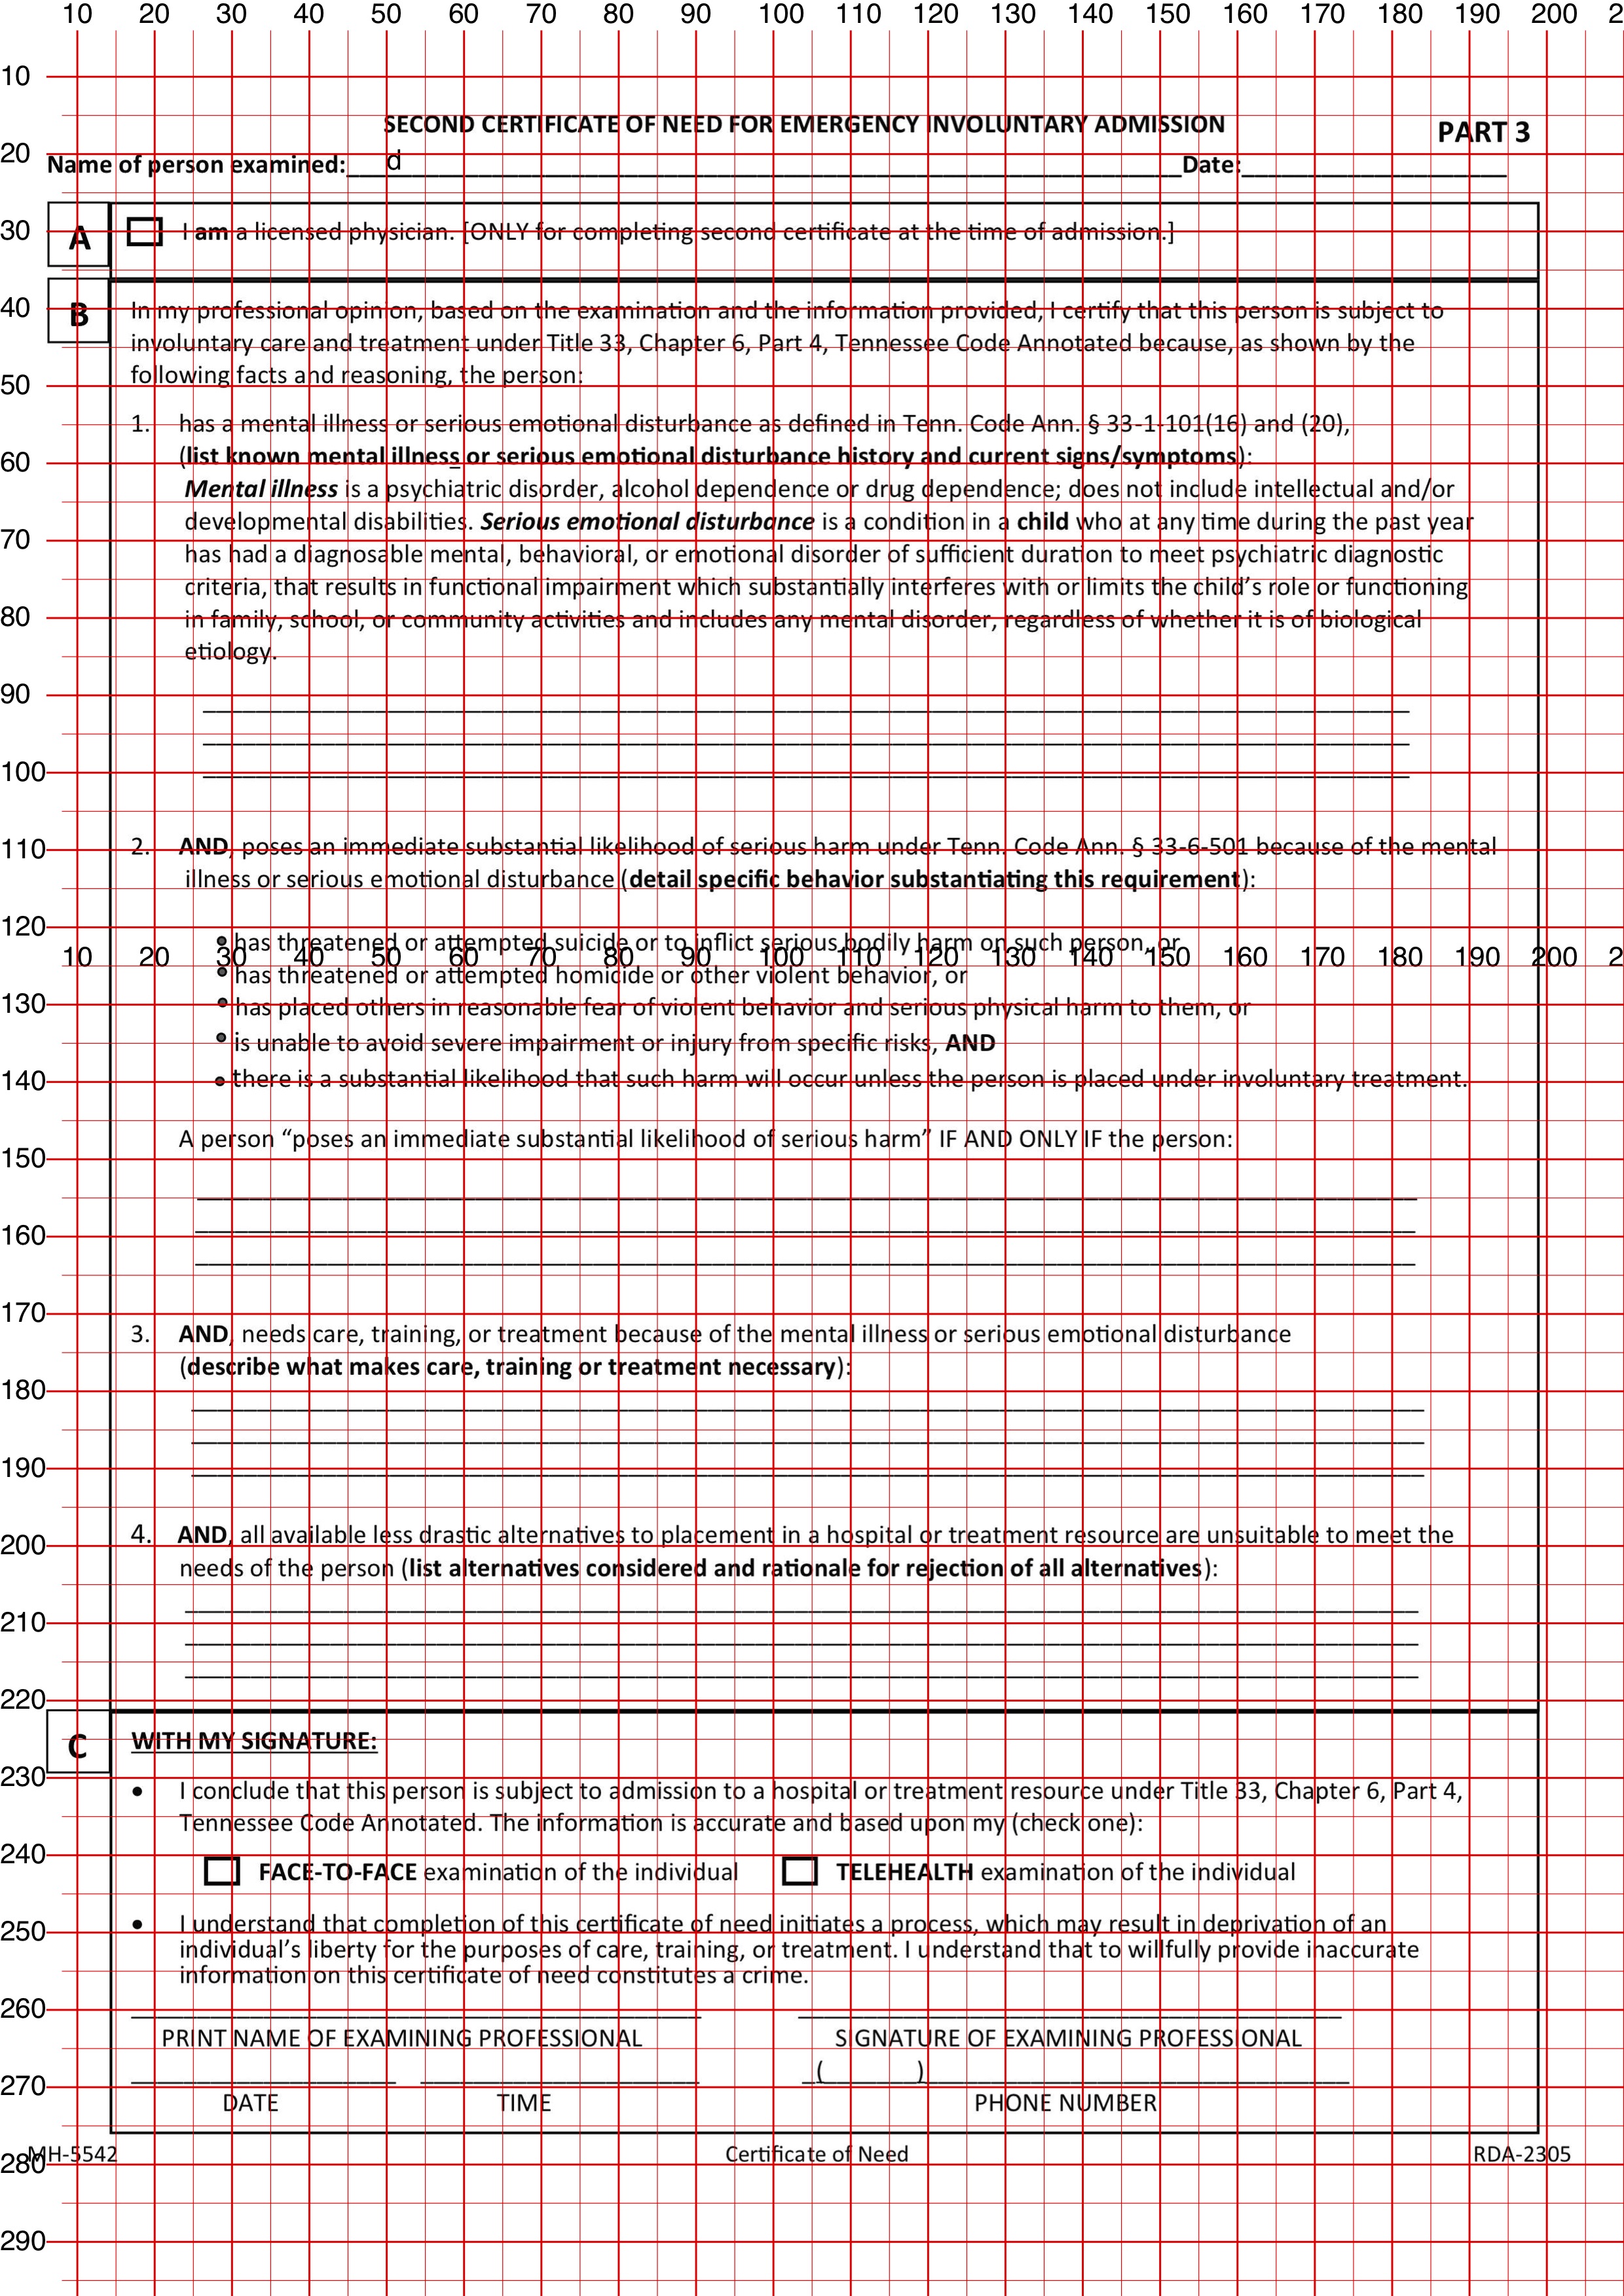 10 20 30 40 50 60 70 80 90 100 110 120 130 140 150 160 170 180 190 200 2
10
SECOND CERTIFICATE OF NEED FOR EMERGENCY INVOLUNTARY ADMISSION PART 3
20
Name of person examined: d Date:
30 A I am a licensed physician. [ONLY for completing second certificate at the time of admission.]
40 B In my professional opinion, based on the examination and the information provided, I certify that this person is subject to
involuntary care and treatment under Title 33, Chapter 6, Part 4, Tennessee Code Annotated because, as shown by the
50 following facts and reasoning, the person:
1. has a mental illness or serious emotional disturbance as defined in Tenn. Code Ann. § 33-1-101(16) and (20),
60 (list known mental illness or serious emotional disturbance history and current signs/symptoms):
Mental illness is a psychiatric disorder, alcohol dependence or drug dependence; does not include intellectual and/or
developmental disabilities. Serious emotional disturbance is a condition in a child who at any time during the past year
70 has had a diagnosable mental, behavioral, or emotional disorder of sufficient duration to meet psychiatric diagnostic
criteria, that results in functional impairment which substantially interferes with or limits the child's role or functioning
80 in family, school, or community activities and includes any mental disorder, regardless of whether it is of biological
etiology.
90
100
110 2. AND, poses an immediate substantial likelihood of serious harm under Tenn. Code Ann. § 33-6-501 because of the mental
illness or serious emotional disturbance (detail specific behavior substantiating this requirement):
120
• has threatened or attempted suicide or to inflict serious bodily harm on such person, or
10 20 30 40 50 60 70 80 90 100 110 120 130 140 150 160 170 180 190 200 2
• has threatened or attempted homicide or other violent behavior, or
130 • has placed others in reasonable fear of violent behavior and serious physical harm to them, or
• is unable to avoid severe impairment or injury from specific risks, AND
140 • there is a substantial likelihood that such harm will occur unless the person is placed under involuntary treatment.
A person “poses an immediate substantial likelihood of serious harm” IF AND ONLY IF the person:
150
160
170
3. AND, needs care, training, or treatment because of the mental illness or serious emotional disturbance
(describe what makes care, training or treatment necessary):
180
190
4. AND, all available less drastic alternatives to placement in a hospital or treatment resource are unsuitable to meet the
200
needs of the person (list alternatives considered and rationale for rejection of all alternatives):
210
220
C WITH MY SIGNATURE:
230
• I conclude that this person is subject to admission to a hospital or treatment resource under Title 33, Chapter 6, Part 4,
Tennessee Code Annotated. The information is accurate and based upon my (check one):
240
FACE-TO-FACE examination of the individual TELEHEALTH examination of the individual
250 • I understand that completion of this certificate of need initiates a process, which may result in deprivation of an
individual's liberty for the purposes of care, training, or treatment. I understand that to willfully provide inaccurate
information on this certificate of need constitutes a crime.
260
PRINT NAME OF EXAMINING PROFESSIONAL SIGNATURE OF EXAMINING PROFESSIONAL
270 ( )
DATE TIME PHONE NUMBER
MH-5542 Certificate of Need RDA-2305
280
290